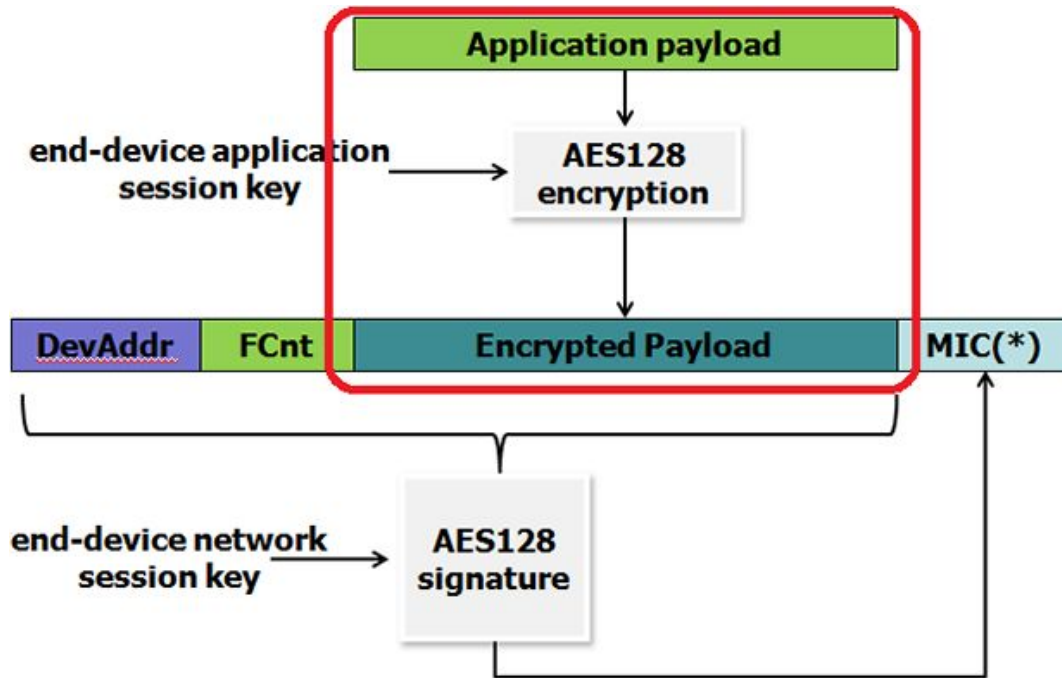 Application payload
end-device application
session key
AES128
encryption
DevAddr FCnt Encrypted Payload MIC(*)
end-device network
session key
AES128
signature